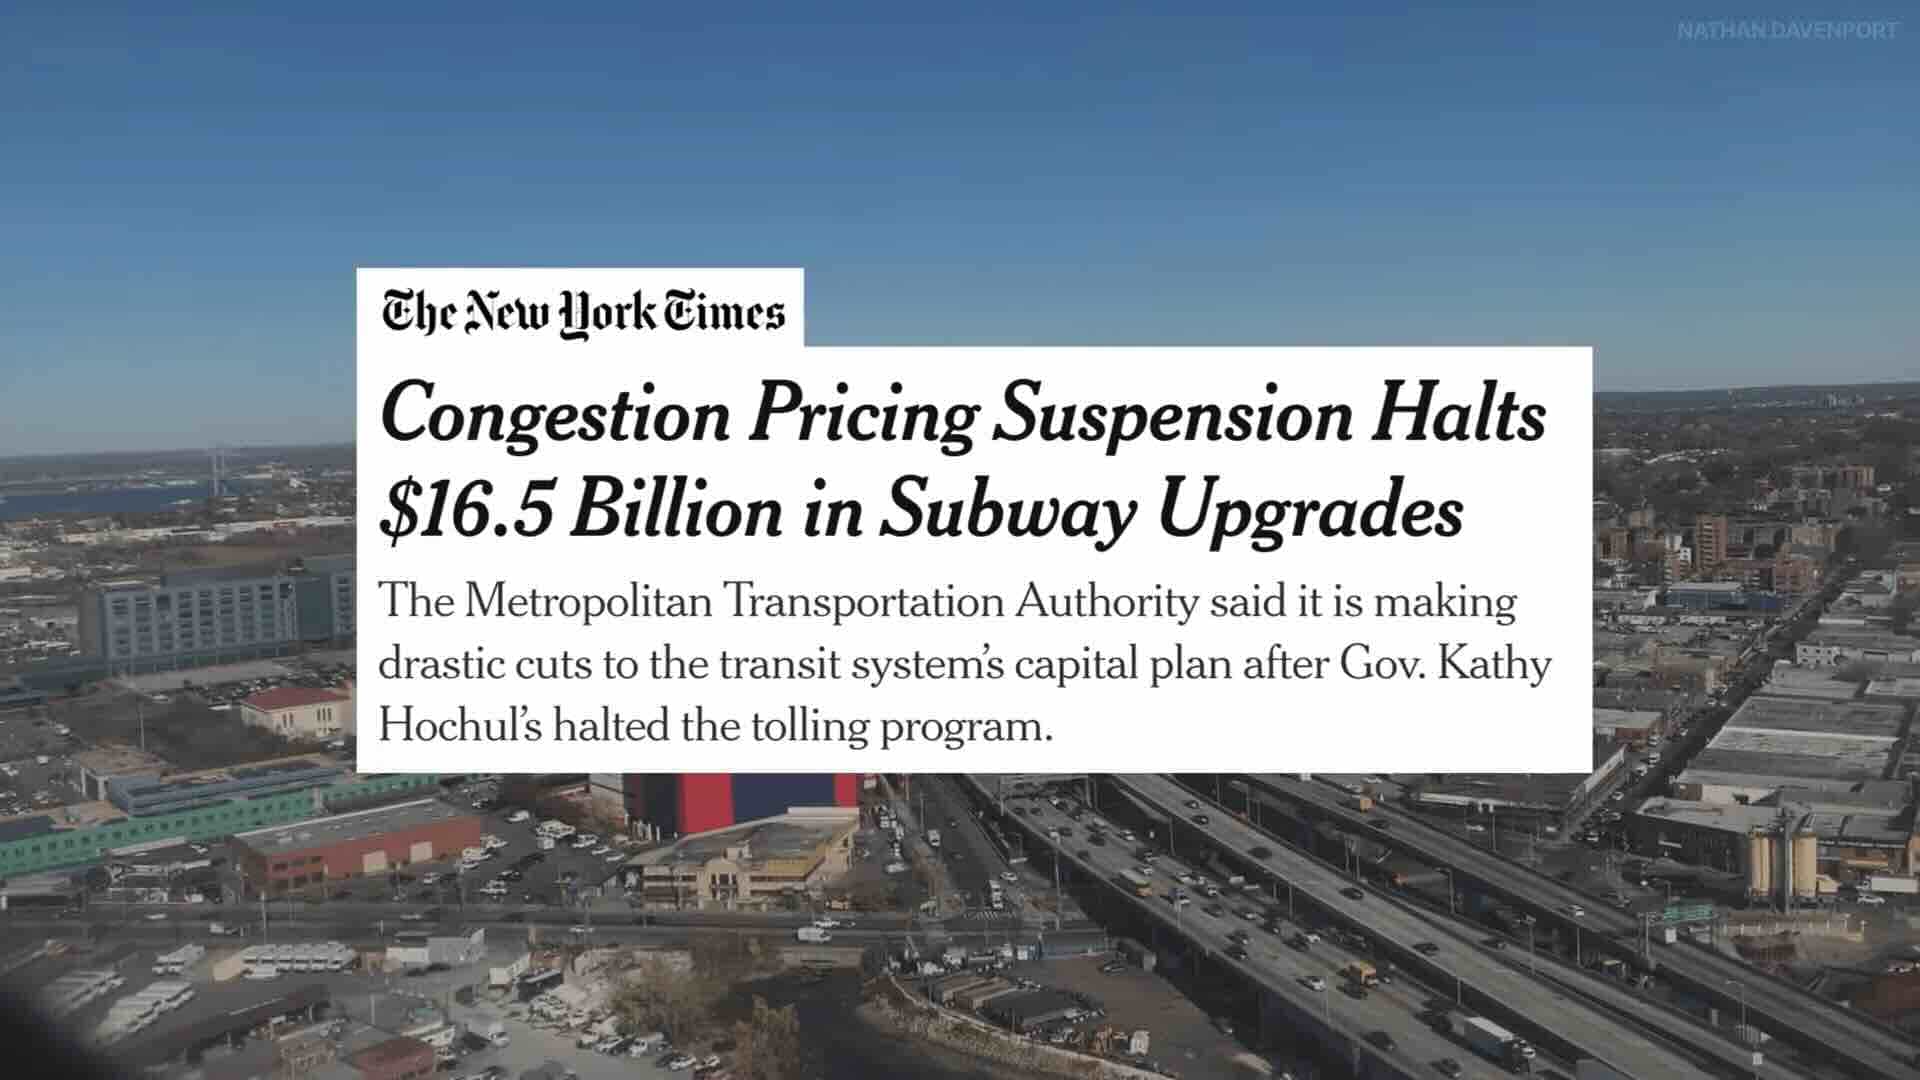 NATHAN DAVENPORT
The New York Times
Congestion Pricing Suspension Halts
$16.5 Billion in Subway Upgrades
The Metropolitan Transportation Authority said it is making
drastic cuts to the transit system’s capital plan after Gov. Kathy
Hochul’s halted the tolling program.